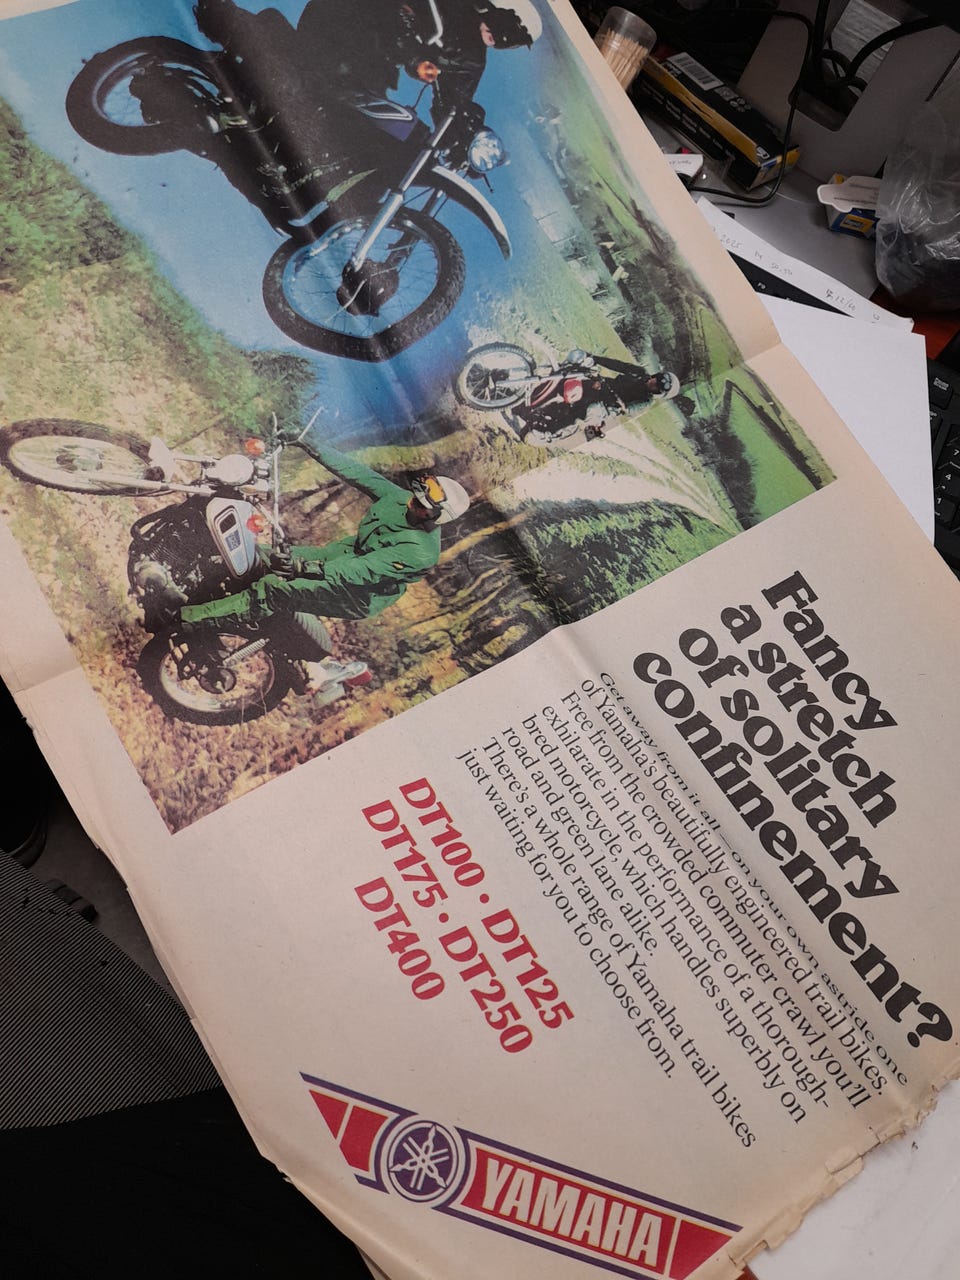 Fancy
a stretch
of solitary
confinement?
Get away from it all – on your own astride one
of Yamaha's beautifully engineered trail bikes.
Free from the crowded commuter crawl you'll
exhilarate in the performance of a thorough-
bred motorcycle, which handles superbly on
road and green lane alike.
There's a whole range of Yamaha trail bikes
just waiting for you to choose from.
DT100 · DT125
DT175 · DT250
DT400
YAMAHA
2025